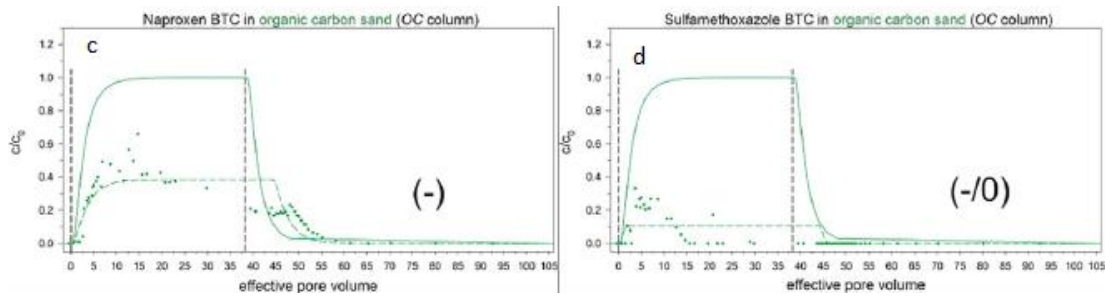 Naproxen BTC in organic carbon sand (OC column)
c
1.2
1.0
0.8
0.6
0.4
0.2
0.0
c/c0
(-)
0 5 10 15 20 25 30 35 40 45 50 55 60 65 70 75 80 85 90 95 100 105
effective pore volume
Sulfamethoxazole BTC in organic carbon sand (OC column)
d
1.2
1.0
0.8
0.6
0.4
0.2
0.0
c/c0
(-/0)
0 5 10 15 20 25 30 35 40 45 50 55 60 65 70 75 80 85 90 95 100 105
effective pore volume